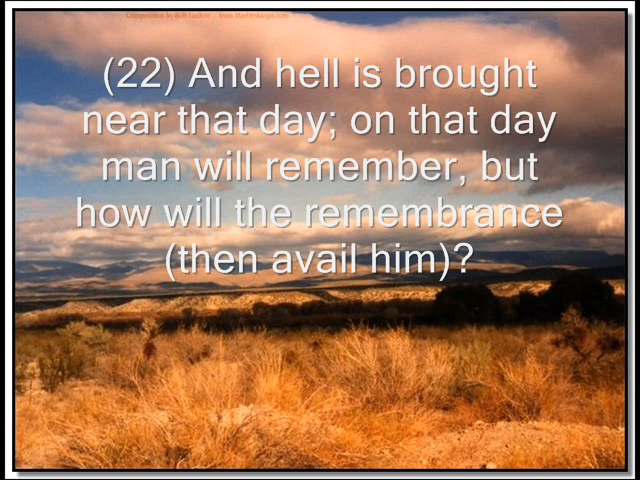 (22) And hell is brought
near that day; on that day
man will remember, but
how will the remembrance
(then avail him)?